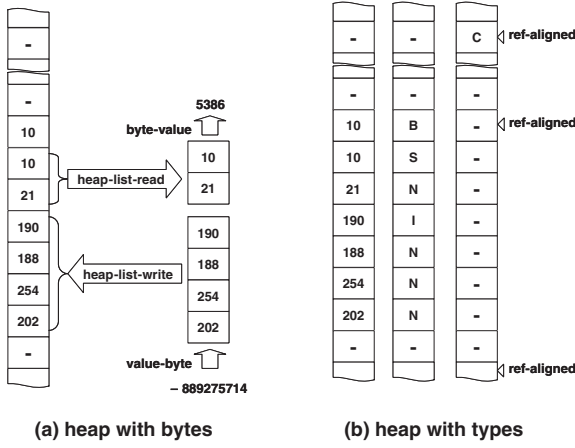 -
-
10
10
21
190
188
254
202
-
5386
byte-value
10
21
heap-list-read
190
188
254
202
heap-list-write
value-byte
– 889275714
(a) heap with bytes
- - C ref-aligned
- - -
10 B - ref-aligned
10 S -
21 N -
190 I -
188 N -
254 N -
202 N -
- - -
ref-aligned
(b) heap with types